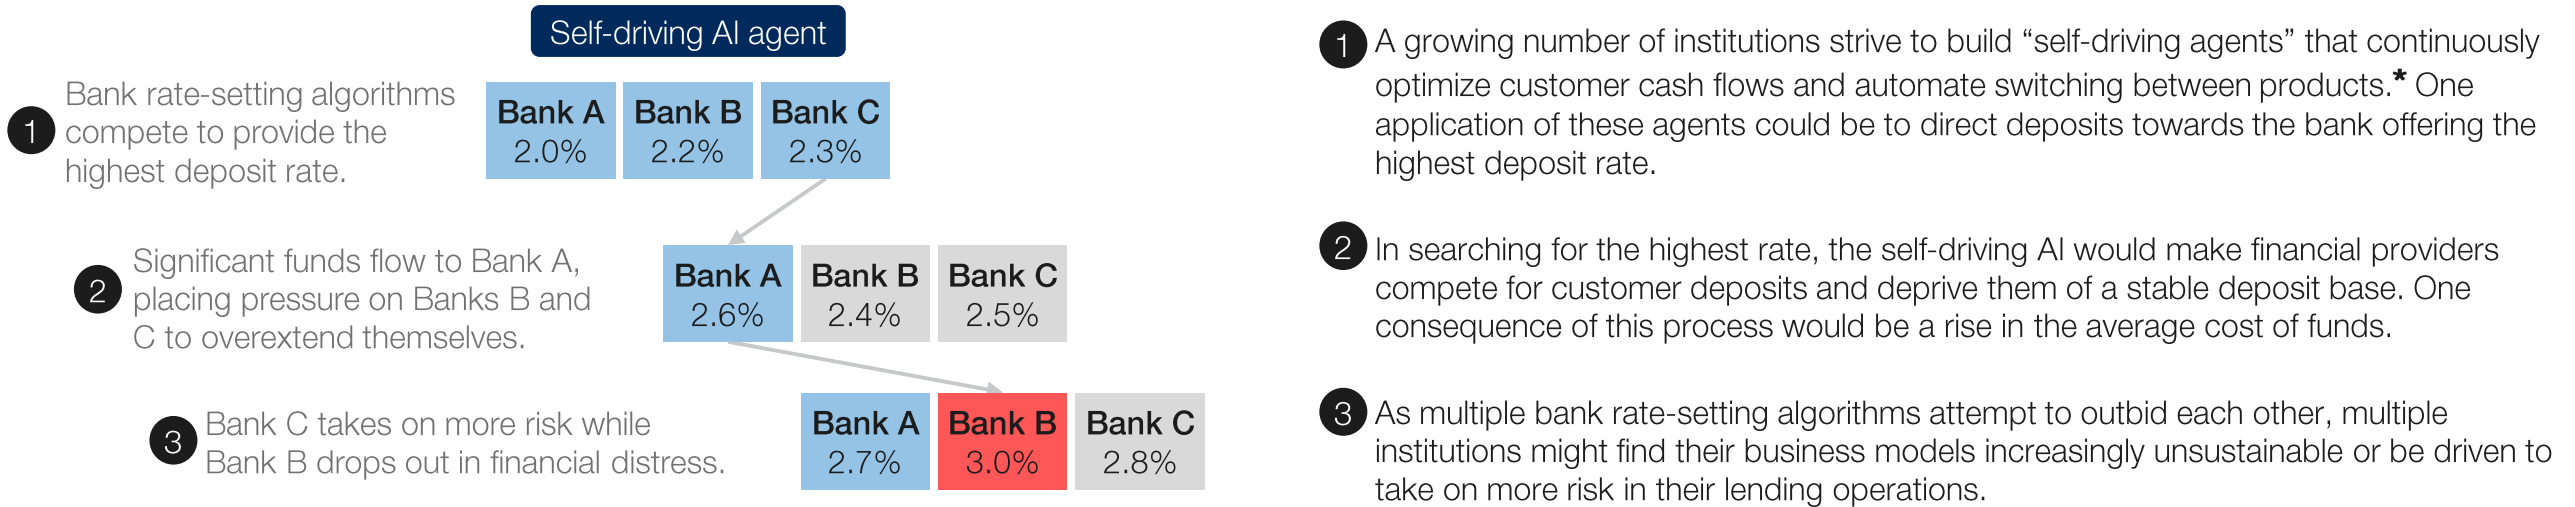 Self-driving AI agent
1
Bank rate-setting algorithms
compete to provide the
highest deposit rate.
Bank A
2.0%
Bank B
2.2%
Bank C
2.3%
2
Significant funds flow to Bank A,
placing pressure on Banks B and
C to overextend themselves.
Bank A
2.6%
Bank B
2.4%
Bank C
2.5%
3
Bank C takes on more risk while
Bank B drops out in financial distress.
Bank A
2.7%
Bank B
3.0%
Bank C
2.8%
1
A growing number of institutions strive to build “self-driving agents” that continuously
optimize customer cash flows and automate switching between products.* One
application of these agents could be to direct deposits towards the bank offering the
highest deposit rate.
2
In searching for the highest rate, the self-driving AI would make financial providers
compete for customer deposits and deprive them of a stable deposit base. One
consequence of this process would be a rise in the average cost of funds.
3
As multiple bank rate-setting algorithms attempt to outbid each other, multiple
institutions might find their business models increasingly unsustainable or be driven to
take on more risk in their lending operations.